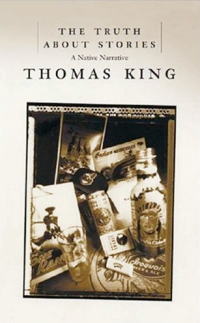 THE TRUTH
ABOUT STORIES
A Native Narrative
THOMAS KING